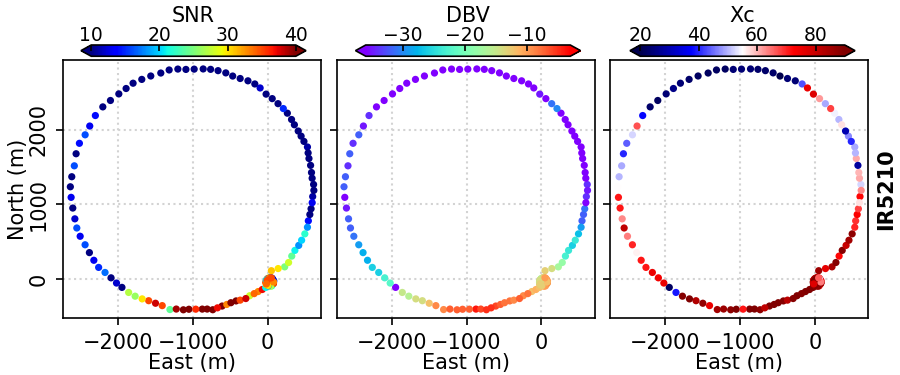 SNR DBV Xc
10 20 30 40 −30 −20 −10 20 40 60 80
North (m)
2000
1000
0
IR5210
−2000 −1000 0 −2000 −1000 0 −2000 −1000 0
East (m) East (m) East (m)